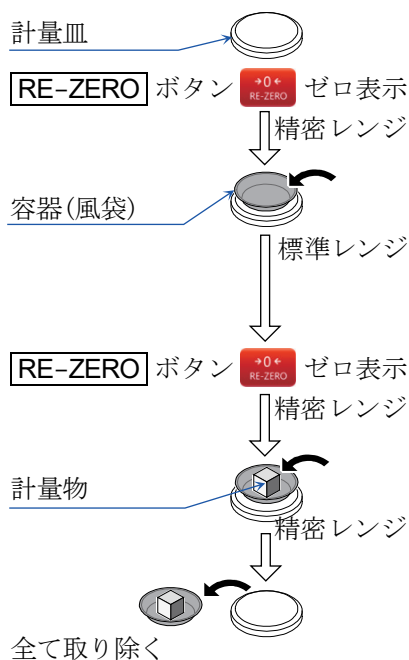 計量皿
RE-ZERO ボタン →0← RE-ZERO ゼロ表示
精密レンジ
容器(風袋)
標準レンジ
RE-ZERO ボタン →0← RE-ZERO ゼロ表示
精密レンジ
計量物
精密レンジ
全て取り除く